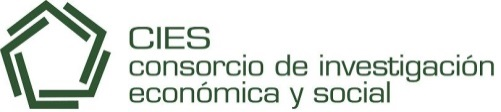 CIES
consorcio de investigación
económica y social